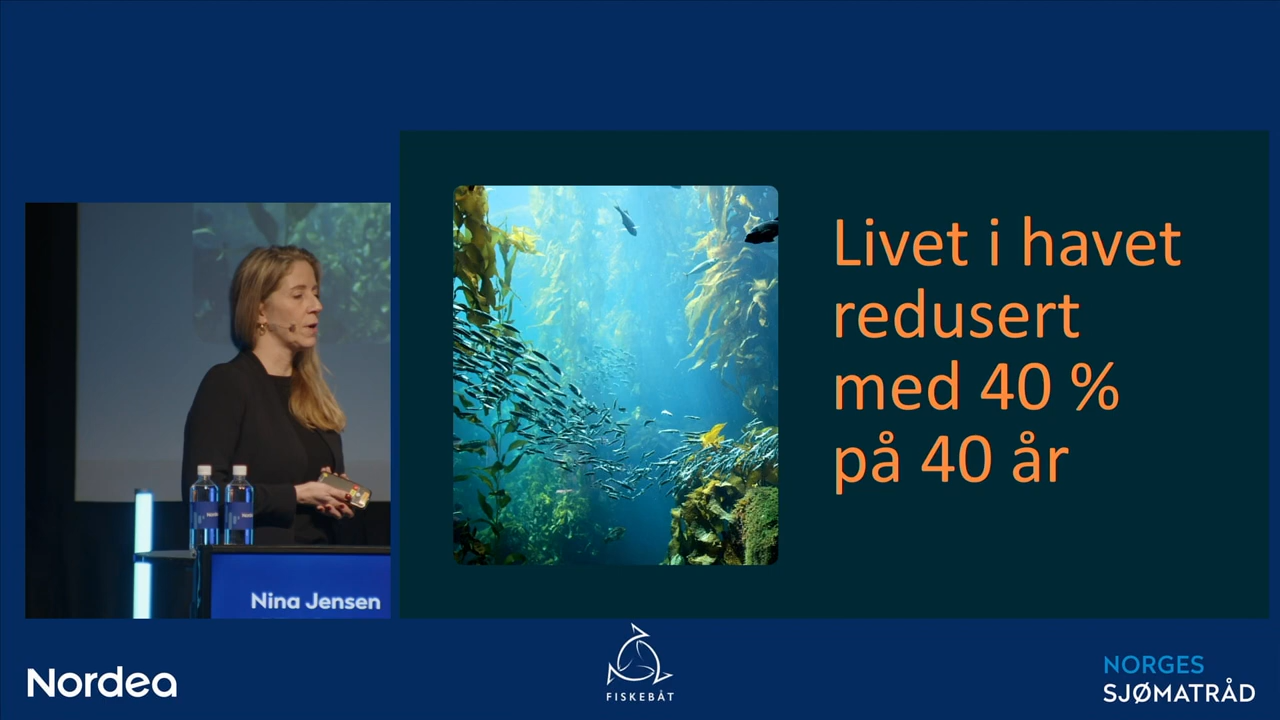 Livet i havet
redusert
med 40 %
på 40 år
Nina Jensen
Nordea
FISKEBÅT
NORGES
SJØMATRÅD